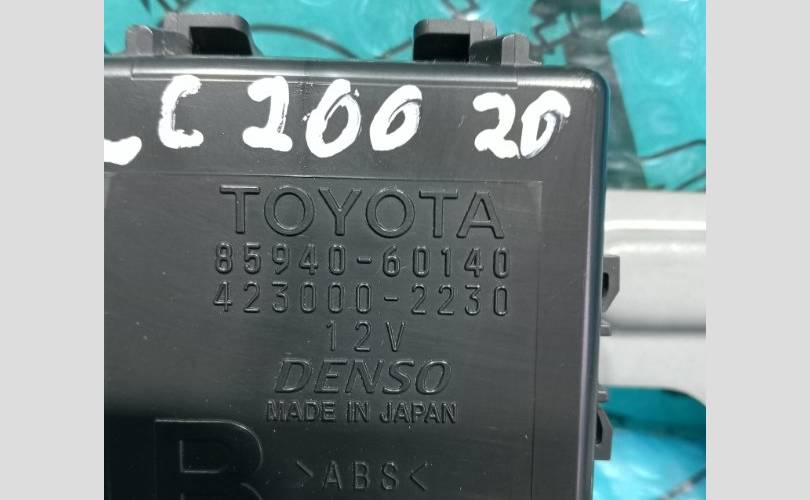 LC 200 20
TOYOTA
85940-60140
423000-2230
12V
DENSO
MADE IN JAPAN
B
>ABS<